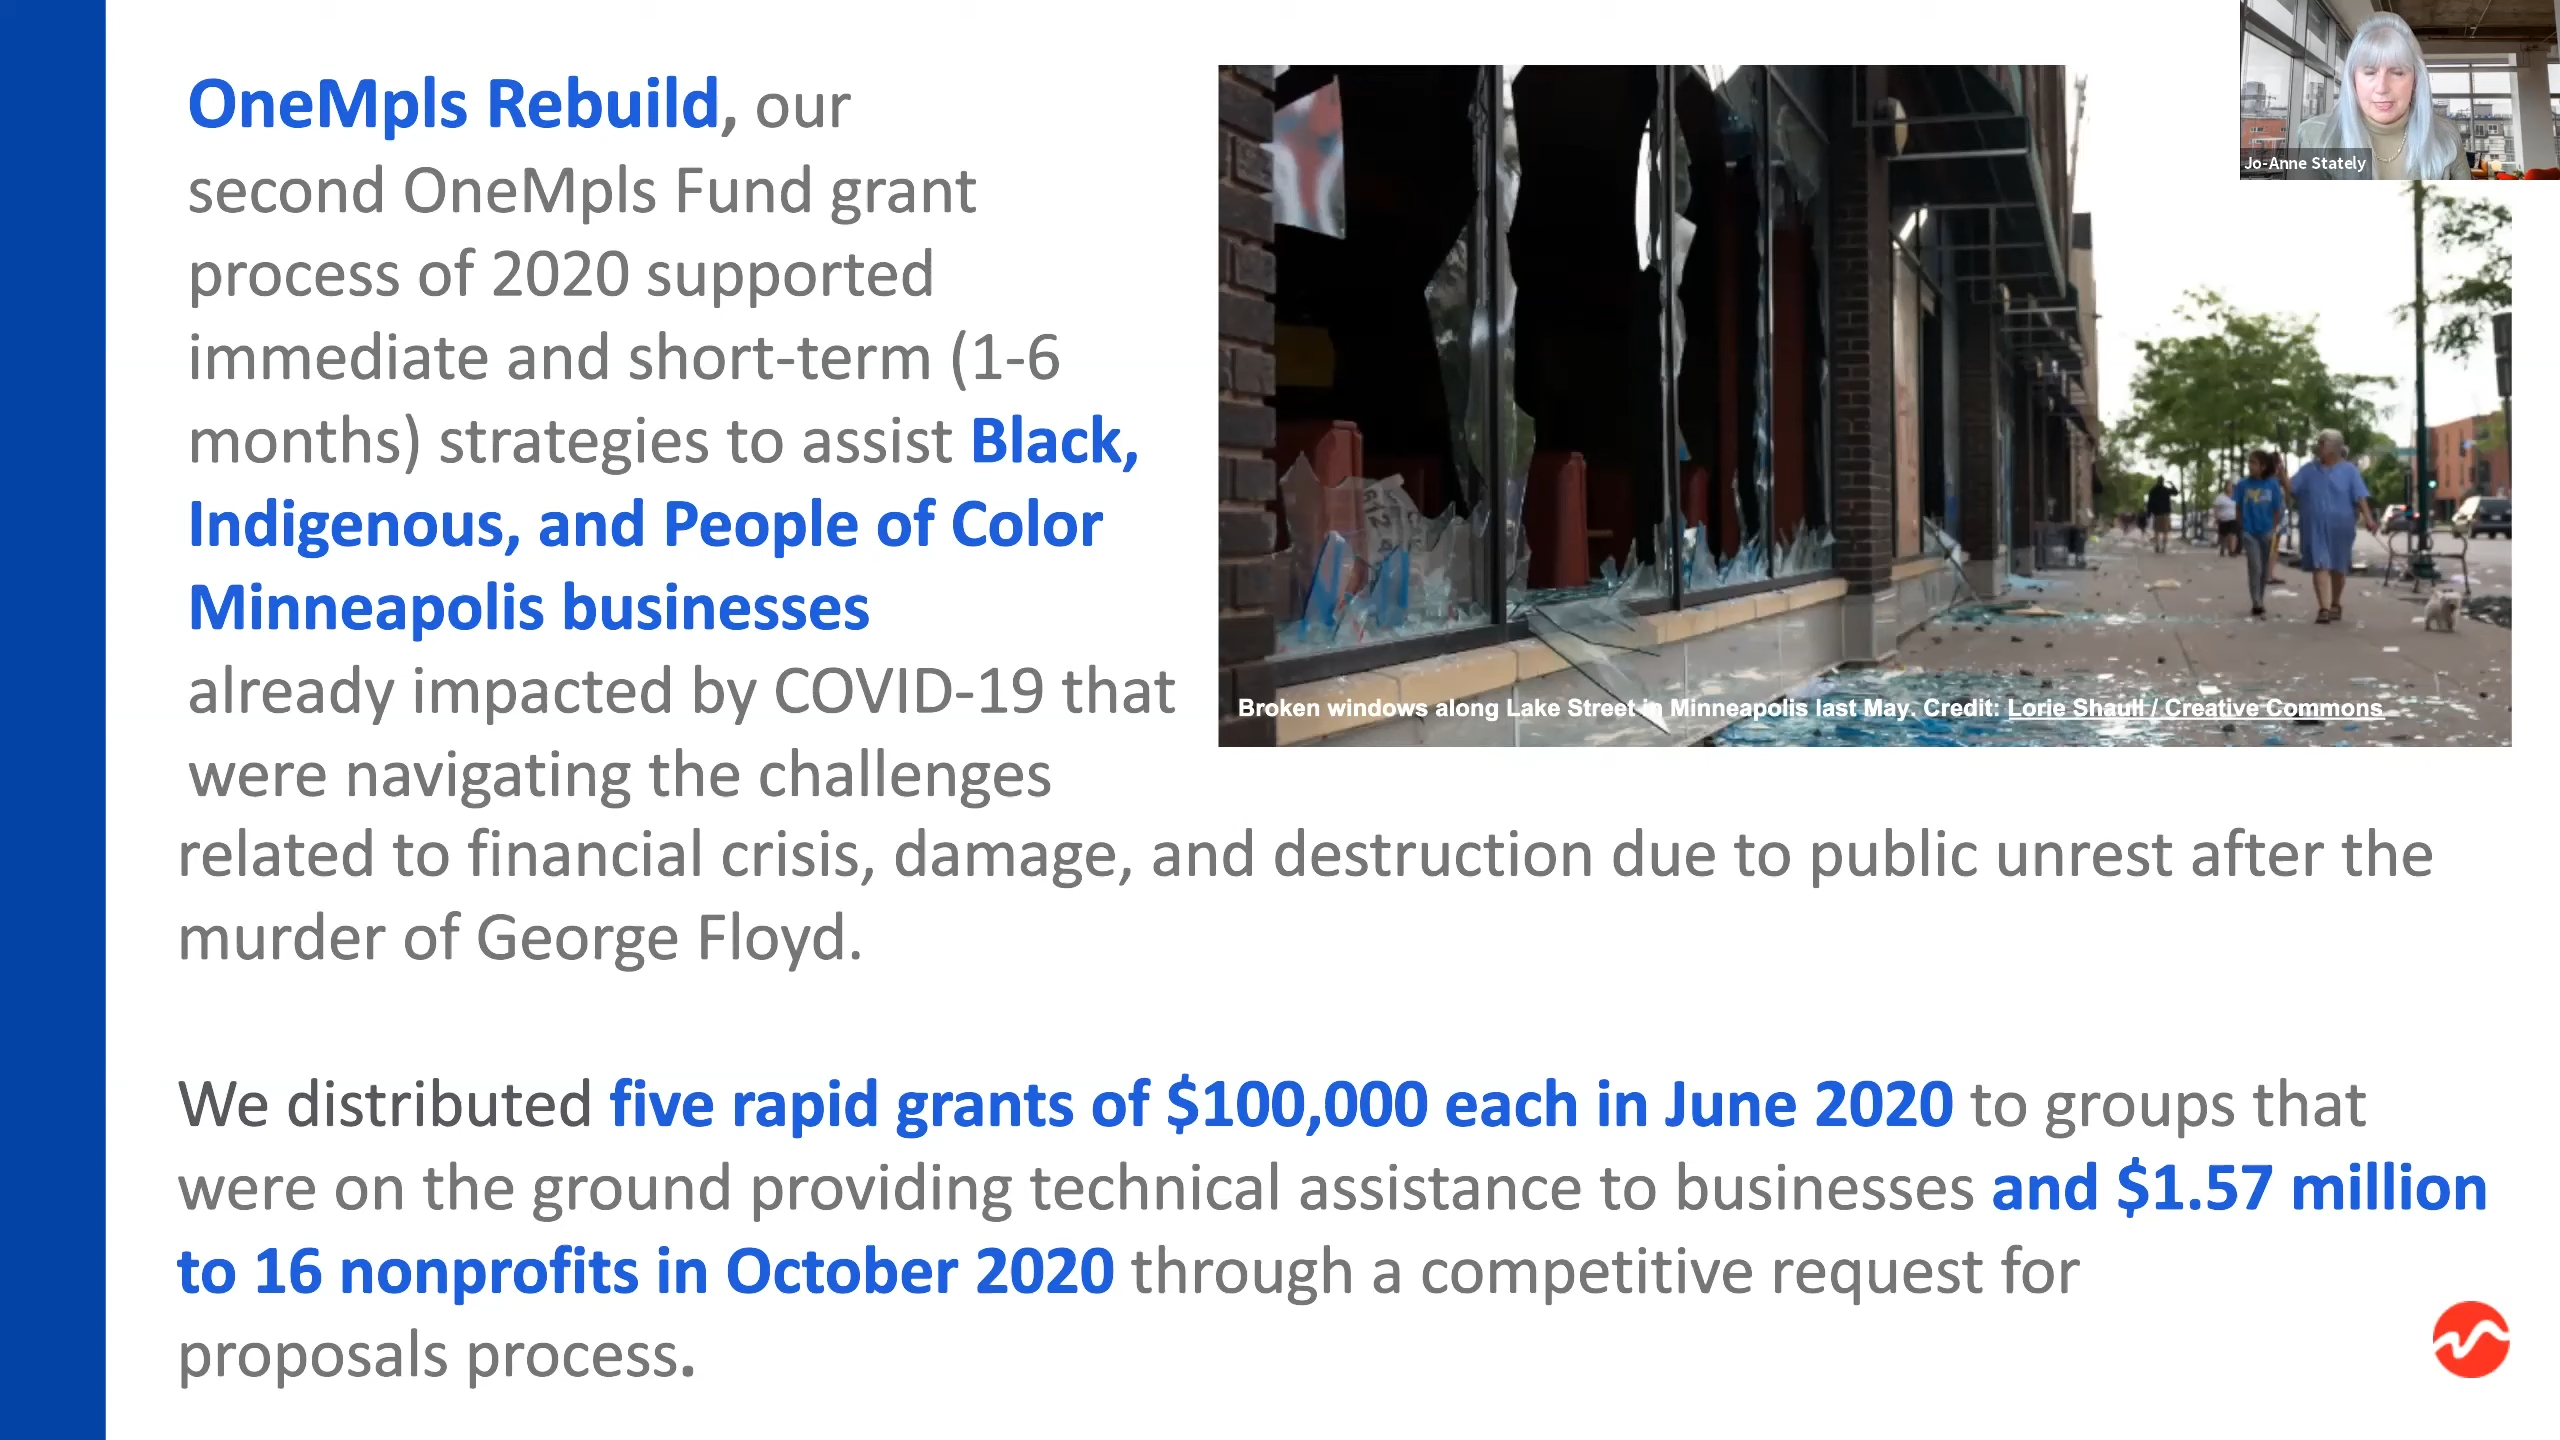 OneMpls Rebuild, our
second OneMpls Fund grant
process of 2020 supported
immediate and short-term (1-6
months) strategies to assist Black,
Indigenous, and People of Color
Minneapolis businesses
already impacted by COVID-19 that
were navigating the challenges
related to financial crisis, damage, and destruction due to public unrest after the
murder of George Floyd.
We distributed five rapid grants of $100,000 each in June 2020 to groups that
were on the ground providing technical assistance to businesses and $1.57 million
to 16 nonprofits in October 2020 through a competitive request for
proposals process.
Broken windows along Lake Street in Minneapolis last May. Credit: Lorie Shaull / Creative Commons
Jo-Anne Stately